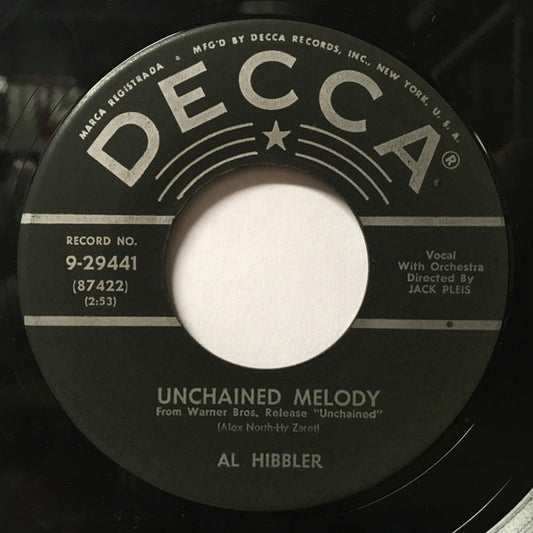 MARCA REGISTRADA • MFG'D BY DECCA RECORDS, INC., NEW YORK, U.S.A.
DECCA®
RECORD NO.
9-29441
(87422)
(2:53)
Vocal
With Orchestra
Directed By
JACK PLEIS
UNCHAINED MELODY
From Warner Bros. Release "Unchained"
(Alex North-Hy Zaret)
AL HIBBLER